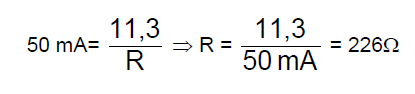 50 mA= 11,3 / R ⇒ R = 11,3 / 50 mA = 226Ω